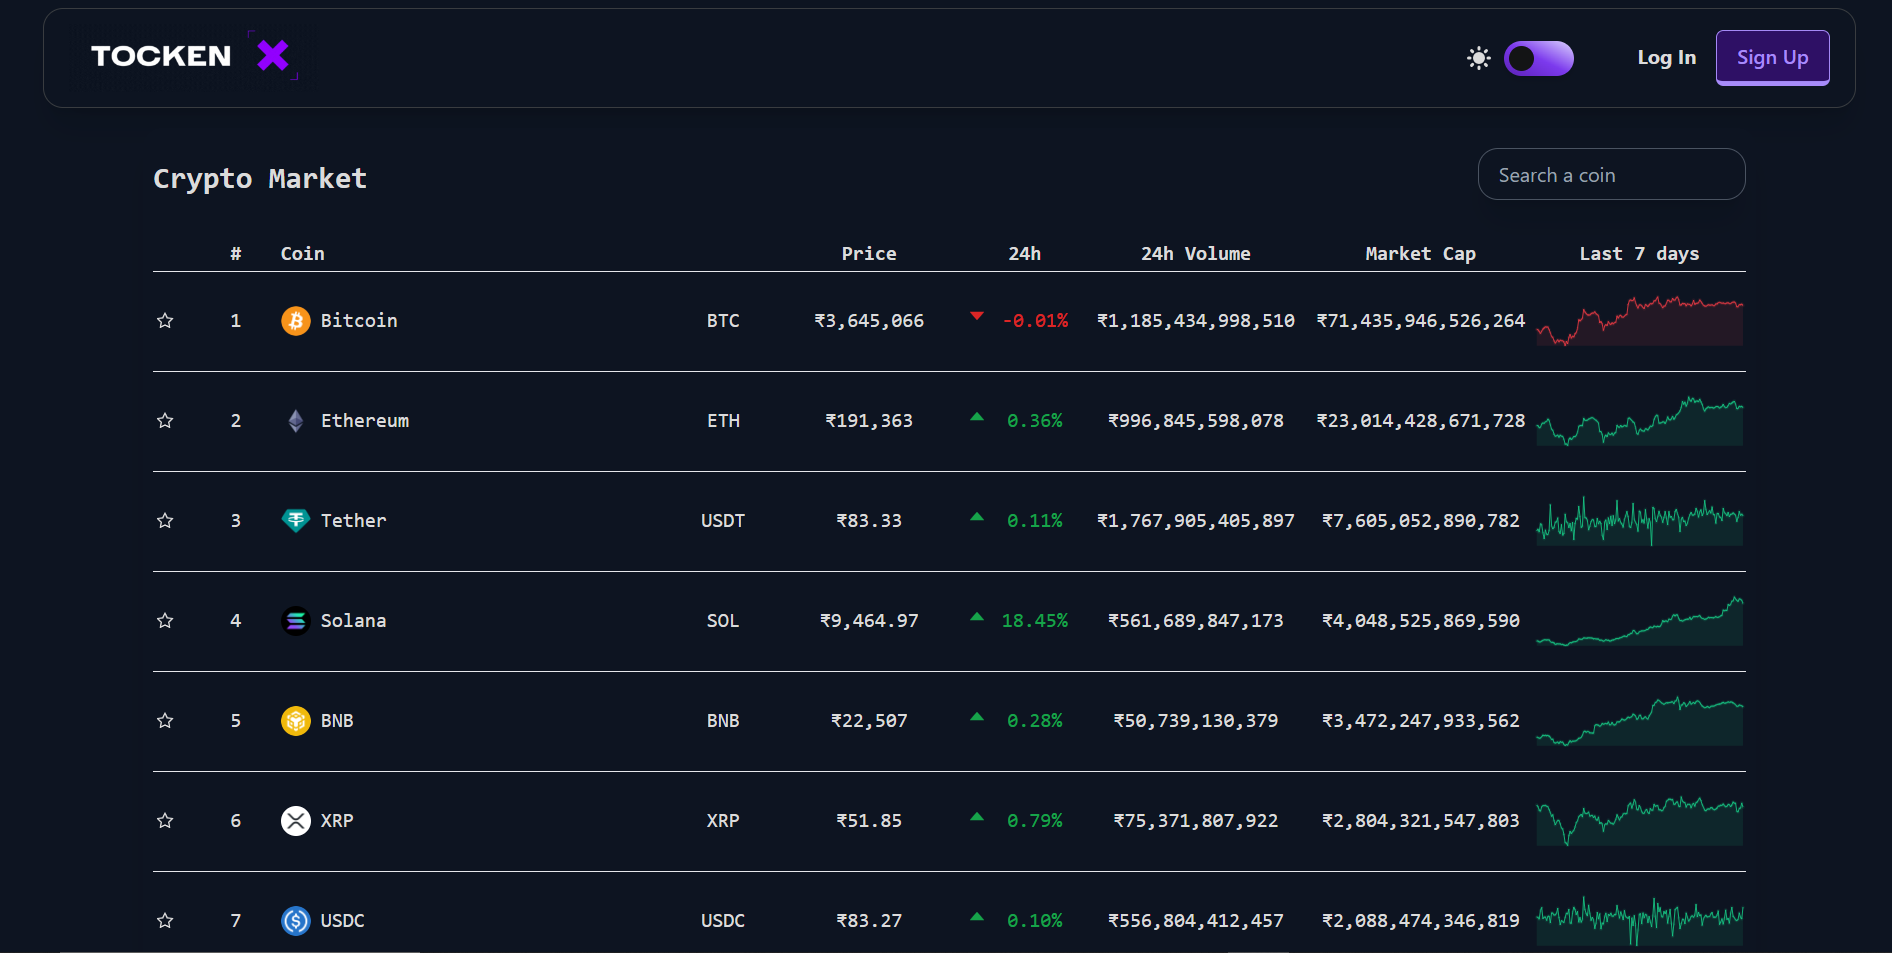 TOCKEN X Log In Sign Up
Crypto Market Search a coin
# Coin Price 24h 24h Volume Market Cap Last 7 days
1 Bitcoin BTC ₹3,645,066 -0.01% ₹1,185,434,998,510 ₹71,435,946,526,264
2 Ethereum ETH ₹191,363 0.36% ₹996,845,598,078 ₹23,014,428,671,728
3 Tether USDT ₹83.33 0.11% ₹1,767,905,405,897 ₹7,605,052,890,782
4 Solana SOL ₹9,464.97 18.45% ₹561,689,847,173 ₹4,048,525,869,590
5 BNB BNB ₹22,507 0.28% ₹50,739,130,379 ₹3,472,247,933,562
6 XRP XRP ₹51.85 0.79% ₹75,371,807,922 ₹2,804,321,547,803
7 USDC USDC ₹83.27 0.10% ₹556,804,412,457 ₹2,088,474,346,819